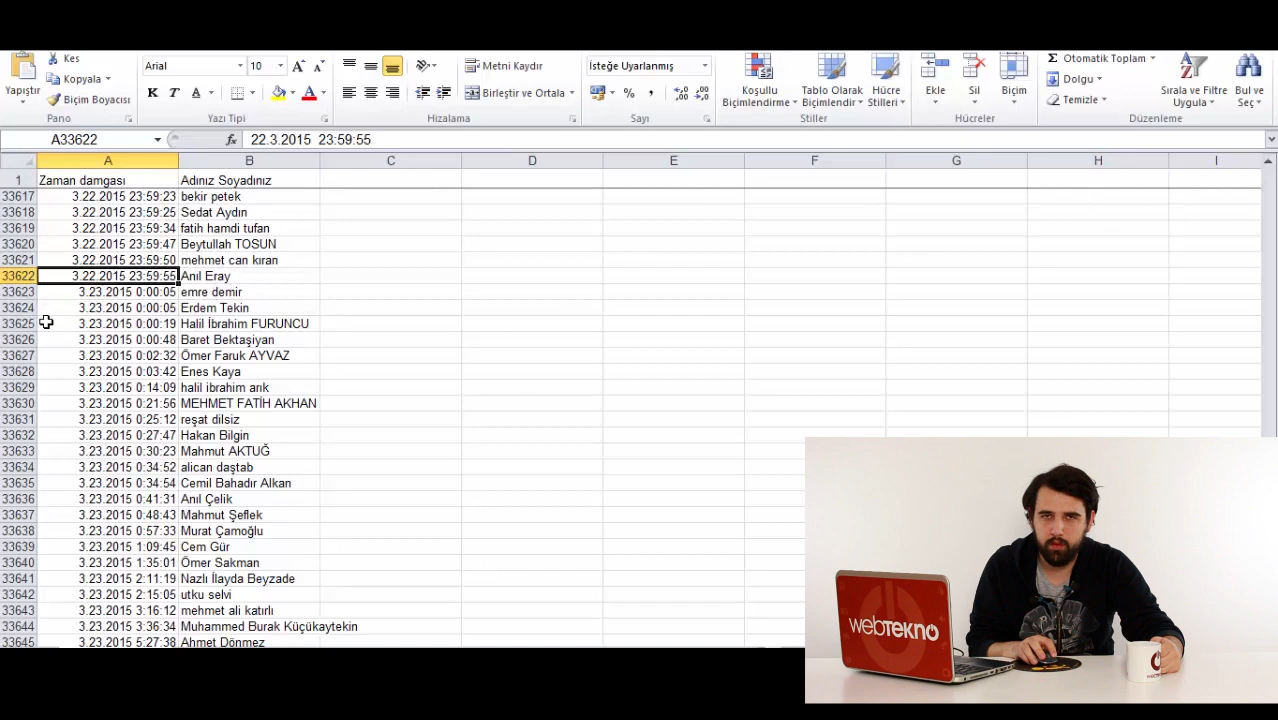 Kes
Kopyala
Biçim Boyacısı
Yapıştır
Pano
Arial
10
K T A
A A
A
Yazı Tipi
Metni Kaydır
Birleştir ve Ortala
Hizalama
İsteğe Uyarlanmış
%
Sayı
Koşullu Biçimlendirme
Tablo Olarak Biçimlendir
Hücre Stilleri
Stiller
Ekle
Sil
Biçim
Hücreler
Σ Otomatik Toplam
Dolgu
Temizle
Sırala ve Filtre Uygula
Bul ve Seç
Düzenleme
A33622
fx
22.3.2015 23:59:55
A B C D E F G H I
1 Zaman damgası Adınız Soyadınız
33617 3.22.2015 23:59:23 bekir petek
33618 3.22.2015 23:59:25 Sedat Aydın
33619 3.22.2015 23:59:34 fatih hamdi tufan
33620 3.22.2015 23:59:47 Beytullah TOSUN
33621 3.22.2015 23:59:50 mehmet can kıran
33622 3.22.2015 23:59:55 Anıl Eray
33623 3.23.2015 0:00:05 emre demir
33624 3.23.2015 0:00:05 Erdem Tekin
33625 3.23.2015 0:00:19 Halil İbrahim FURUNCU
33626 3.23.2015 0:00:48 Baret Bektaşiyan
33627 3.23.2015 0:02:32 Ömer Faruk AYVAZ
33628 3.23.2015 0:03:42 Enes Kaya
33629 3.23.2015 0:14:09 halil ibrahim arık
33630 3.23.2015 0:21:56 MEHMET FATİH AKHAN
33631 3.23.2015 0:25:12 reşat dilsiz
33632 3.23.2015 0:27:47 Hakan Bilgin
33633 3.23.2015 0:30:23 Mahmut AKTUĞ
33634 3.23.2015 0:34:52 alican daştab
33635 3.23.2015 0:34:54 Cemil Bahadır Alkan
33636 3.23.2015 0:41:31 Anıl Çelik
33637 3.23.2015 0:48:43 Mahmut Şeflek
33638 3.23.2015 0:57:33 Murat Çamoğlu
33639 3.23.2015 1:09:45 Cem Gür
33640 3.23.2015 1:35:01 Ömer Sakman
33641 3.23.2015 2:11:19 Nazlı İlayda Beyzade
33642 3.23.2015 2:15:05 utku selvi
33643 3.23.2015 3:16:12 mehmet ali katırlı
33644 3.23.2015 3:36:34 Muhammed Burak Küçükaytekin
33645 3.23.2015 5:27:38 Ahmet Dönmez
webTEKNO